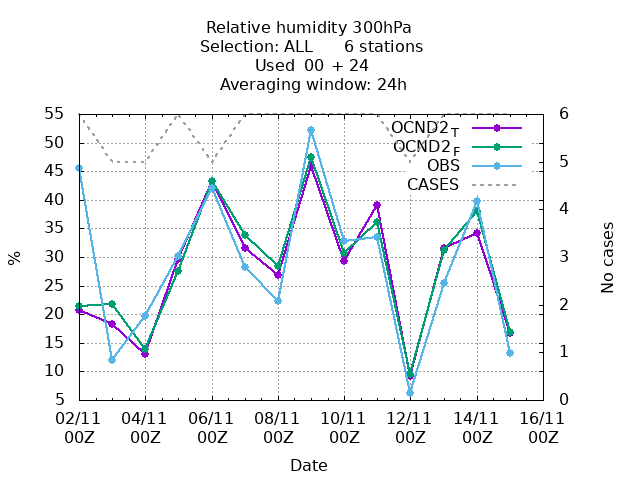 Relative humidity 300hPa
Selection: ALL 6 stations
Used 00 + 24
Averaging window: 24h
OCND2T
OCND2F
OBS
CASES
55
50
45
40
35
30
25
20
15
10
5
%
6
5
4
3
2
1
0
No cases
02/11 04/11 06/11 08/11 10/11 12/11 14/11 16/11
00Z 00Z 00Z 00Z 00Z 00Z 00Z 00Z
Date